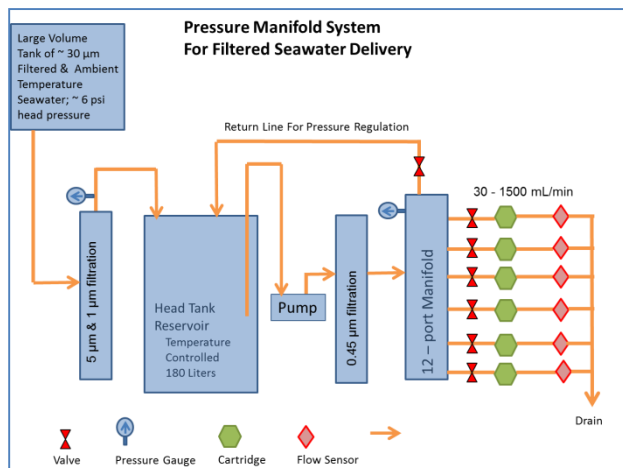 Pressure Manifold System
For Filtered Seawater Delivery
Large Volume
Tank of ~ 30 µm
Filtered & Ambient
Temperature
Seawater; ~ 6 psi
head pressure
Return Line For Pressure Regulation
30 - 1500 mL/min
5 µm & 1 µm filtration
Head Tank
Reservoir
Temperature
Controlled
180 Liters
Pump
0.45 µm filtration
12 – port Manifold
Drain
Valve
Pressure Gauge
Cartridge
Flow Sensor